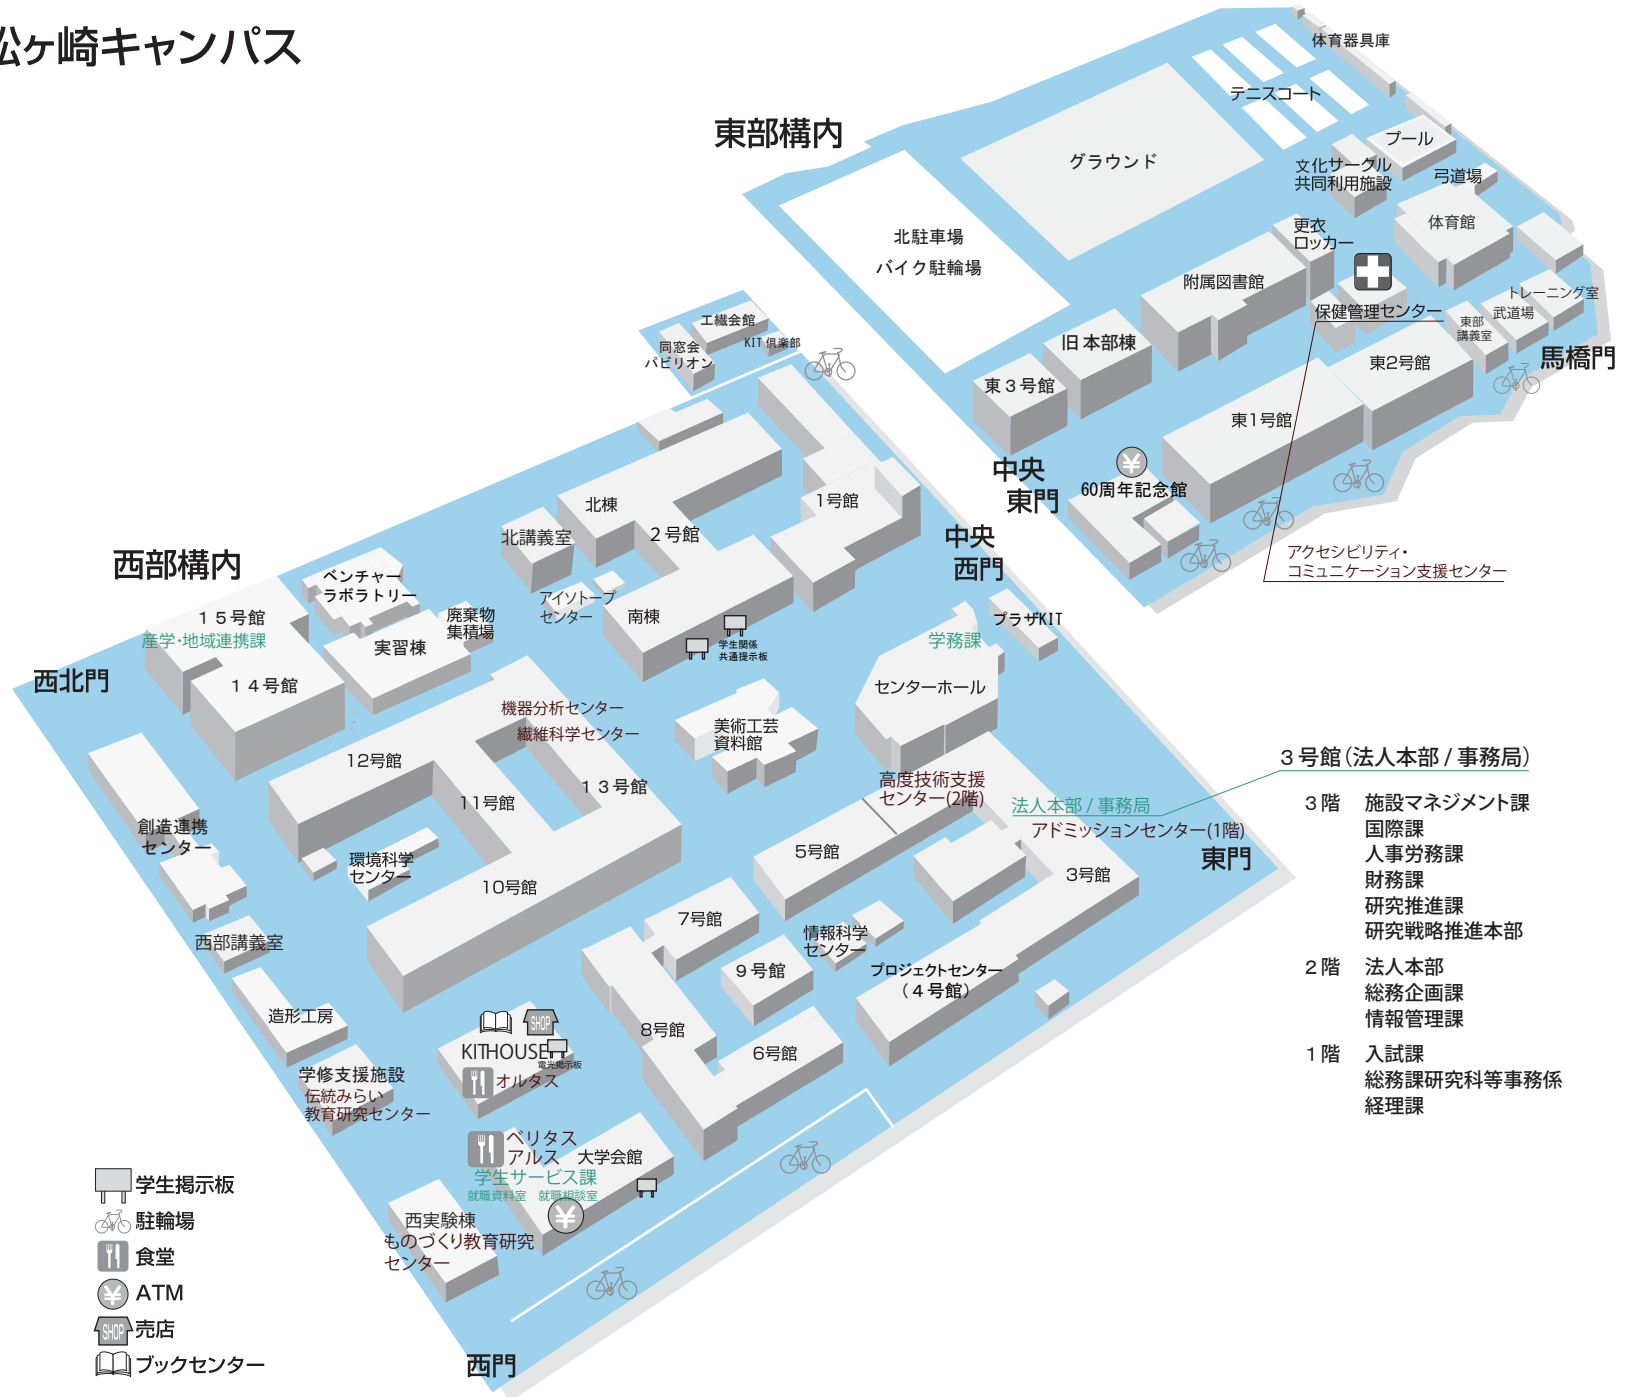 松ヶ崎キャンパス
東部構内
体育器具庫
テニスコート
グラウンド
プール
文化サークル
共同利用施設
弓道場
体育館
更衣
ロッカー
北駐車場
バイク駐輪場
附属図書館
保健管理センター
トレーニング室
武道場
東部
講義室
馬橋門
工繊会館
KIT 倶楽部
同窓会
パビリオン
旧本部棟
東３号館
東2号館
東1号館
中央
東門
60周年記念館
アクセシビリティ・
コミュニケーション支援センター
北棟
２号館
1号館
北講義室
中央
西門
西部構内
ベンチャー
ラボラトリー
アイソトープ
センター
南棟
学生関係
共通提示板
プラザKIT
学務課
センターホール
１５号館
産学・地域連携課
廃棄物
集積場
実習棟
１４号館
西北門
機器分析センター
繊維科学センター
美術工芸
資料館
12号館
11号館
１３号館
高度技術支援
センター(2階)
法人本部 / 事務局
アドミッションセンター(1階)
東門
3号館（法人本部 / 事務局）
3階 施設マネジメント課
国際課
人事労務課
財務課
研究推進課
研究戦略推進本部
2階 法人本部
総務企画課
情報管理課
1階 入試課
総務課研究科等事務係
経理課
創造連携
センター
環境科学
センター
10号館
5号館
3号館
西部講義室
7号館
情報科学
センター
9号館
プロジェクトセンター
（４号館）
造形工房
8号館
6号館
SHOP
KITHOUSE
電光掲示板
オルタス
学修支援施設
伝統みらい
教育研究センター
ベリタス
アルス
大学会館
学生サービス課
就職資料室 就職相談室
西実験棟
ものづくり教育研究
センター
西門
学生掲示板
駐輪場
食堂
ATM
SHOP 売店
ブックセンター